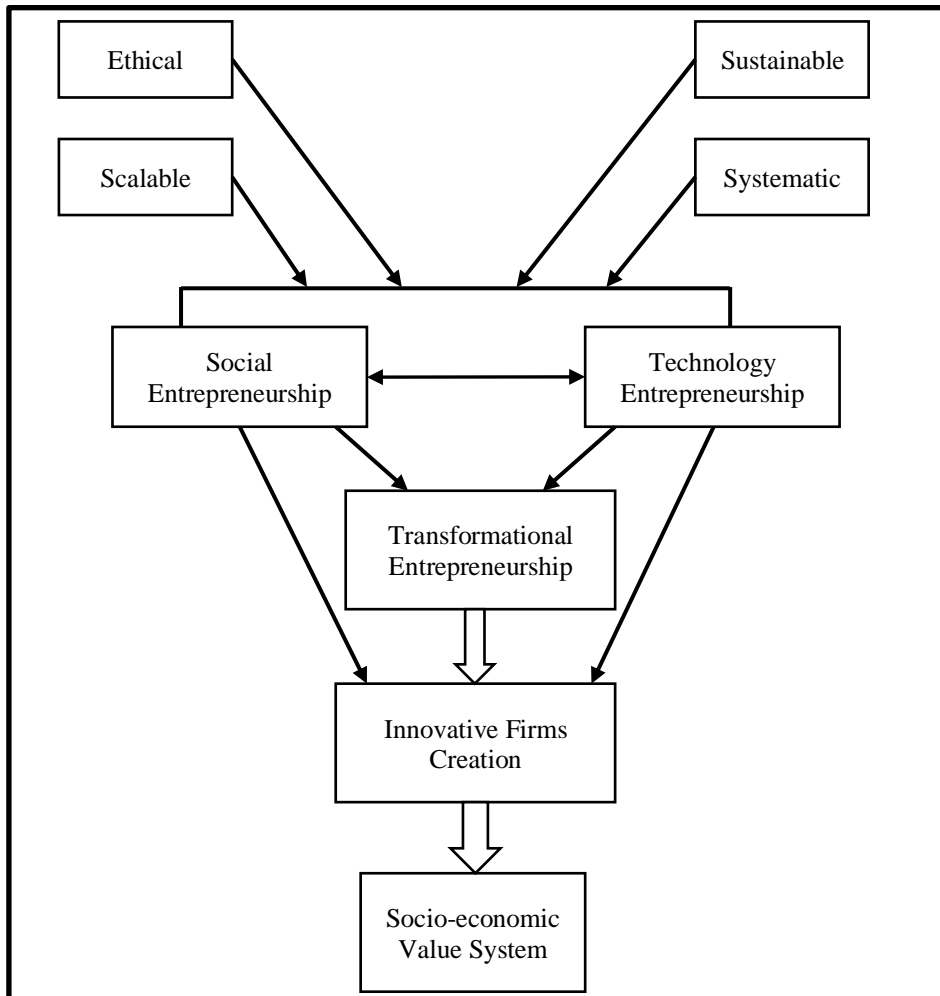 Ethical
Sustainable
Scalable
Systematic
Social
Entrepreneurship
Technology
Entrepreneurship
Transformational
Entrepreneurship
Innovative Firms
Creation
Socio-economic
Value System